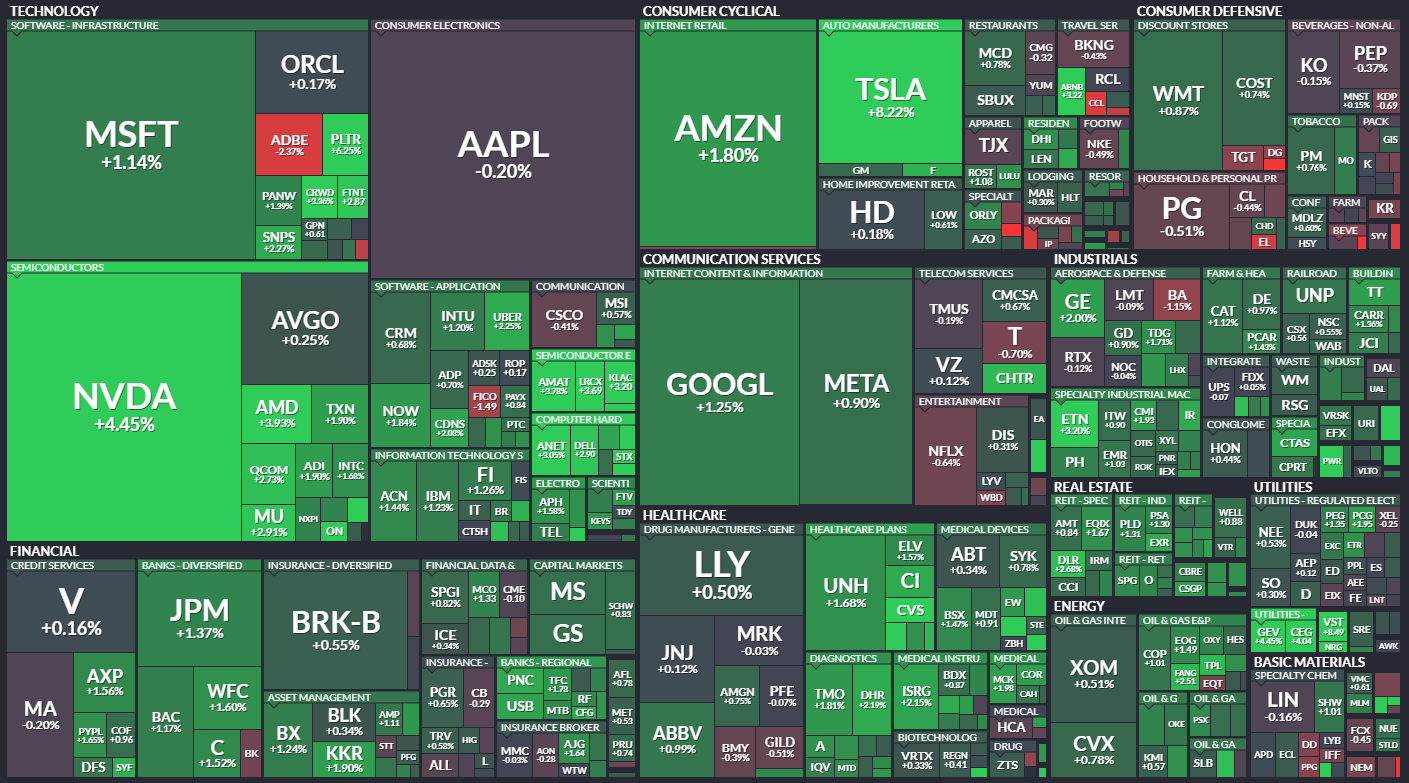 TECHNOLOGY
SOFTWARE - INFRASTRUCTURE
MSFT
+1.14%
ORCL
+0.17%
ADBE
-2.37%
PLTR
+6.25%
PANW
+1.39%
CRWD
+3.36%
FTNT
+2.87
SNPS
+2.27%
GPN
+0.61
CONSUMER ELECTRONICS
AAPL
-0.20%
SEMICONDUCTORS
NVDA
+4.45%
AVGO
+0.25%
AMD
+3.93%
TXN
+1.90%
QCOM
+2.73%
ADI
+1.90%
INTC
+1.68%
MU
+2.91%
NXPI
ON
SOFTWARE - APPLICATION
CRM
+0.68%
INTU
+1.20%
UBER
+2.25%
ADP
+0.70%
ADSK
+0.25
ROP
+0.17
FICO
-1.49
PAYX
+0.84
NOW
+1.84%
CDNS
+2.08%
PTC
COMMUNICATION
CSCO
-0.41%
MSI
+0.57%
SEMICONDUCTOR E
AMAT
+3.78%
LRCX
+3.69
KLAC
+3.20
COMPUTER HARD
ANET
+3.05%
DELL
+2.90
STX
INFORMATION TECHNOLOGY S
ACN
+1.44%
IBM
+1.23%
FI
+1.26%
FIS
IT
BR
CTSH
ELECTRO
APH
+1.58%
TEL
SCIENTI
FTV
TDY
KEYS
CONSUMER CYCLICAL
INTERNET RETAIL
AMZN
+1.80%
AUTO MANUFACTURERS
TSLA
+8.22%
GM
F
HOME IMPROVEMENT RETA
HD
+0.18%
LOW
+0.61%
RESTAURANTS
MCD
+0.78%
CMG
-0.32
SBUX
YUM
TRAVEL SER
BKNG
-0.43%
ABNB
+3.22
RCL
CCL
APPAREL
TJX
ROST
+1.08
LULU
RESIDEN
DHI
LEN
FOOTW
NKE
-0.49%
SPECIALT
ORLY
AZO
LODGING
MAR
+0.30%
HLT
RESOR
PACKAGI
IP
CONSUMER DEFENSIVE
DISCOUNT STORES
WMT
+0.87%
COST
+0.74%
TGT
DG
BEVERAGES - NON-AL
KO
-0.15%
PEP
-0.37%
MNST
+0.15%
KDP
-0.69
HOUSEHOLD & PERSONAL PR
PG
-0.51%
CL
-0.44%
CHD
EL
TOBACCO
PM
+0.76%
MO
PACK
GIS
K
CONF
MDLZ
+0.60%
HSY
FARM
BEVE
KR
SYY
COMMUNICATION SERVICES
INTERNET CONTENT & INFORMATION
GOOGL
+1.25%
META
+0.90%
TELECOM SERVICES
TMUS
-0.19%
CMCSA
+0.67%
T
-0.70%
VZ
+0.12%
CHTR
ENTERTAINMENT
NFLX
-0.64%
DIS
+0.31%
LYV
WBD
EA
INDUSTRIALS
AEROSPACE & DEFENSE
GE
+2.00%
LMT
-0.09%
BA
-1.15%
RTX
-0.12%
GD
+0.90%
TDG
+1.71%
NOC
-0.04%
LHX
FARM & HEA
CAT
+1.12%
DE
+0.97%
PCAR
+1.43%
RAILROAD
UNP
CSX
+0.56
NSC
+0.55%
WAB
BUILDIN
TT
CARR
+1.36%
JCI
SPECIALTY INDUSTRIAL MAC
ETN
+3.20%
ITW
+0.90
CMI
+1.93
IR
PH
EMR
+1.03
OTIS
XYL
ROK
PNR
IEX
INTEGRATE
UPS
-0.07
FDX
+0.05%
CONGLOME
HON
+0.44%
WASTE
WM
RSG
SPECIA
CTAS
CPRT
INDUST
DAL
UAL
VRSK
EFX
URI
PWR
VLTO
FINANCIAL
CREDIT SERVICES
V
+0.16%
MA
-0.20%
AXP
+1.56%
PYPL
+1.65%
COF
+0.96
DFS
SYF
BANKS - DIVERSIFIED
JPM
+1.37%
BAC
+1.17%
WFC
+1.60%
C
+1.52%
BK
INSURANCE - DIVERSIFIED
BRK-B
+0.55%
ASSET MANAGEMENT
BX
+1.24%
BLK
+0.34%
KKR
+1.90%
AMP
+1.11
STT
PFG
FINANCIAL DATA &
SPGI
+0.82%
MCO
+1.33
CME
-0.10
ICE
+0.34%
CAPITAL MARKETS
MS
GS
SCHW
+0.83
INSURANCE -
PGR
+0.65%
CB
-0.29
TRV
+0.58%
HIG
ALL
L
BANKS - REGIONAL
PNC
TFC
+1.78
USB
MTB
RF
CFG
AFL
+0.78
MET
+0.53
PRU
+0.74
INSURANCE BROKER
MMC
-0.03%
AON
-0.28
AJG
+1.64
WTW
HEALTHCARE
DRUG MANUFACTURERS - GENE
LLY
+0.50%
JNJ
+0.12%
MRK
-0.03%
ABBV
+0.99%
AMGN
+0.75
PFE
-0.07%
BMY
-0.39%
GILD
-0.51%
HEALTHCARE PLANS
UNH
+1.68%
ELV
+1.57%
CI
CVS
MEDICAL DEVICES
ABT
+0.34%
SYK
+0.78%
BSX
+1.47%
MDT
+0.91
EW
STE
ZBH
DIAGNOSTICS
TMO
+1.81%
DHR
+2.19%
A
IQV
MTD
MEDICAL INSTRU
ISRG
+2.15%
BDX
+0.87
MEDICAL
MCK
+1.98
COR
CAH
MEDICAL
HCA
BIOTECHNOLOGY
VRTX
+0.33%
REGN
+0.41
DRUG
ZTS
REAL ESTATE
REIT - SPEC
AMT
+0.84
EQIX
+1.67
DLR
+2.68%
IRM
CCI
REIT - IND
PLD
+1.31
PSA
+1.30
EXR
REIT - RET
SPG
O
REIT -
WELL
+0.88
VTR
CBRE
CSGP
UTILITIES
UTILITIES - REGULATED ELECT
NEE
+0.53%
DUK
-0.04
PEG
+1.35
PCG
+1.95
XEL
-0.25
EXC
ETR
SO
+0.30%
AEP
+0.12
ED
PPL
ES
D
EIX
AEE
FE
LNT
UTILITIES -
GEV
+4.45%
CEG
+4.04
VST
+8.49
NRG
SRE
AWK
ENERGY
OIL & GAS INTE
XOM
+0.51%
CVX
+0.78%
OIL & GAS E&P
COP
+1.01
EOG
+1.49
OXY
HES
FANG
+2.51
TPL
EQT
OIL & G
OKE
KMI
+0.57
OIL & GA
PSX
OIL & GA
SLB
BASIC MATERIALS
SPECIALTY CHEM
LIN
-0.16%
SHW
+1.01
APD
ECL
DD
LYB
PPG
IFF
VMC
+0.61
MLM
FCX
-0.45
NUE
STLD
NEM